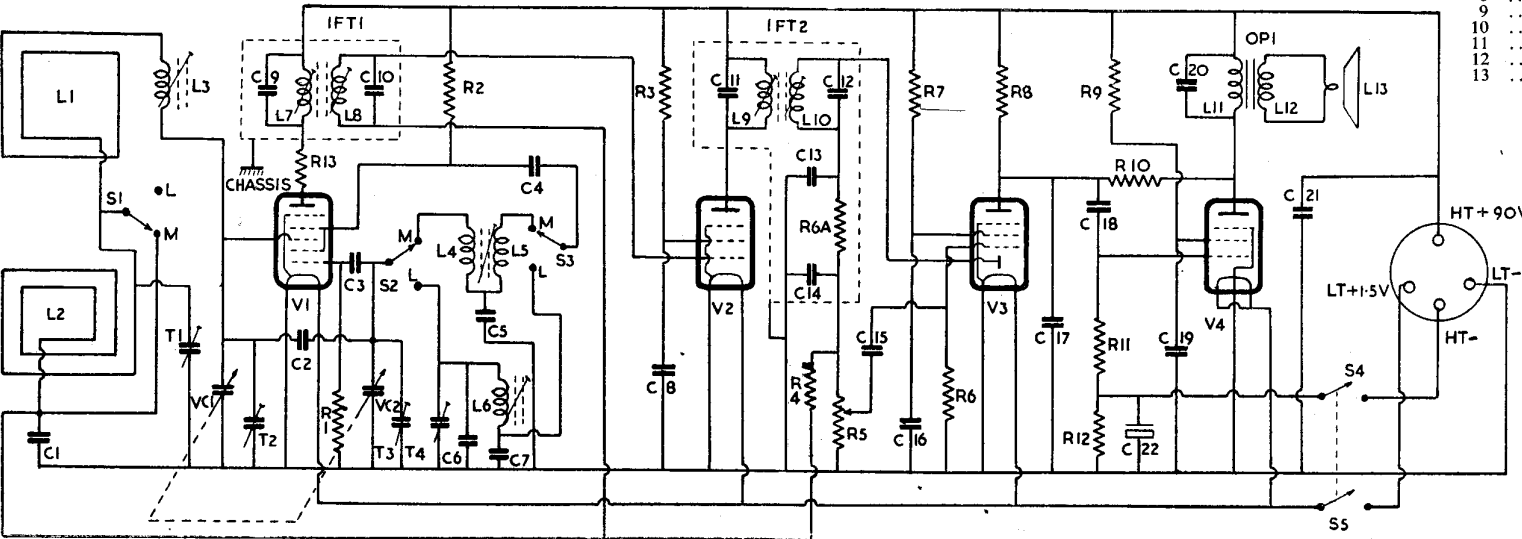 9 ..
10 ..
11 ..
12 ..
13 ..
IFT1
IFT2
OP1
L1
L3
C9
L7
L8
C10
R2
R3
C11
L9
L10
C12
R7
R8
R9
C20
L11
L12
L13
R13
CHASSIS
C4
C13
R10
C18
C21
S1
L
M
R6A
HT+90V
L2
V1
C3
S2
M
L
L4
L5
M
L
S3
C14
V2
V3
V4
LT+1·5V
LT-
HT-
T1
C2
C5
C15
C17
R11
C19
VC1
T2
R1
VC2
T3
T4
C6
L6
C7
C8
R4
R5
C16
R6
R12
C22
S4
C1
S5